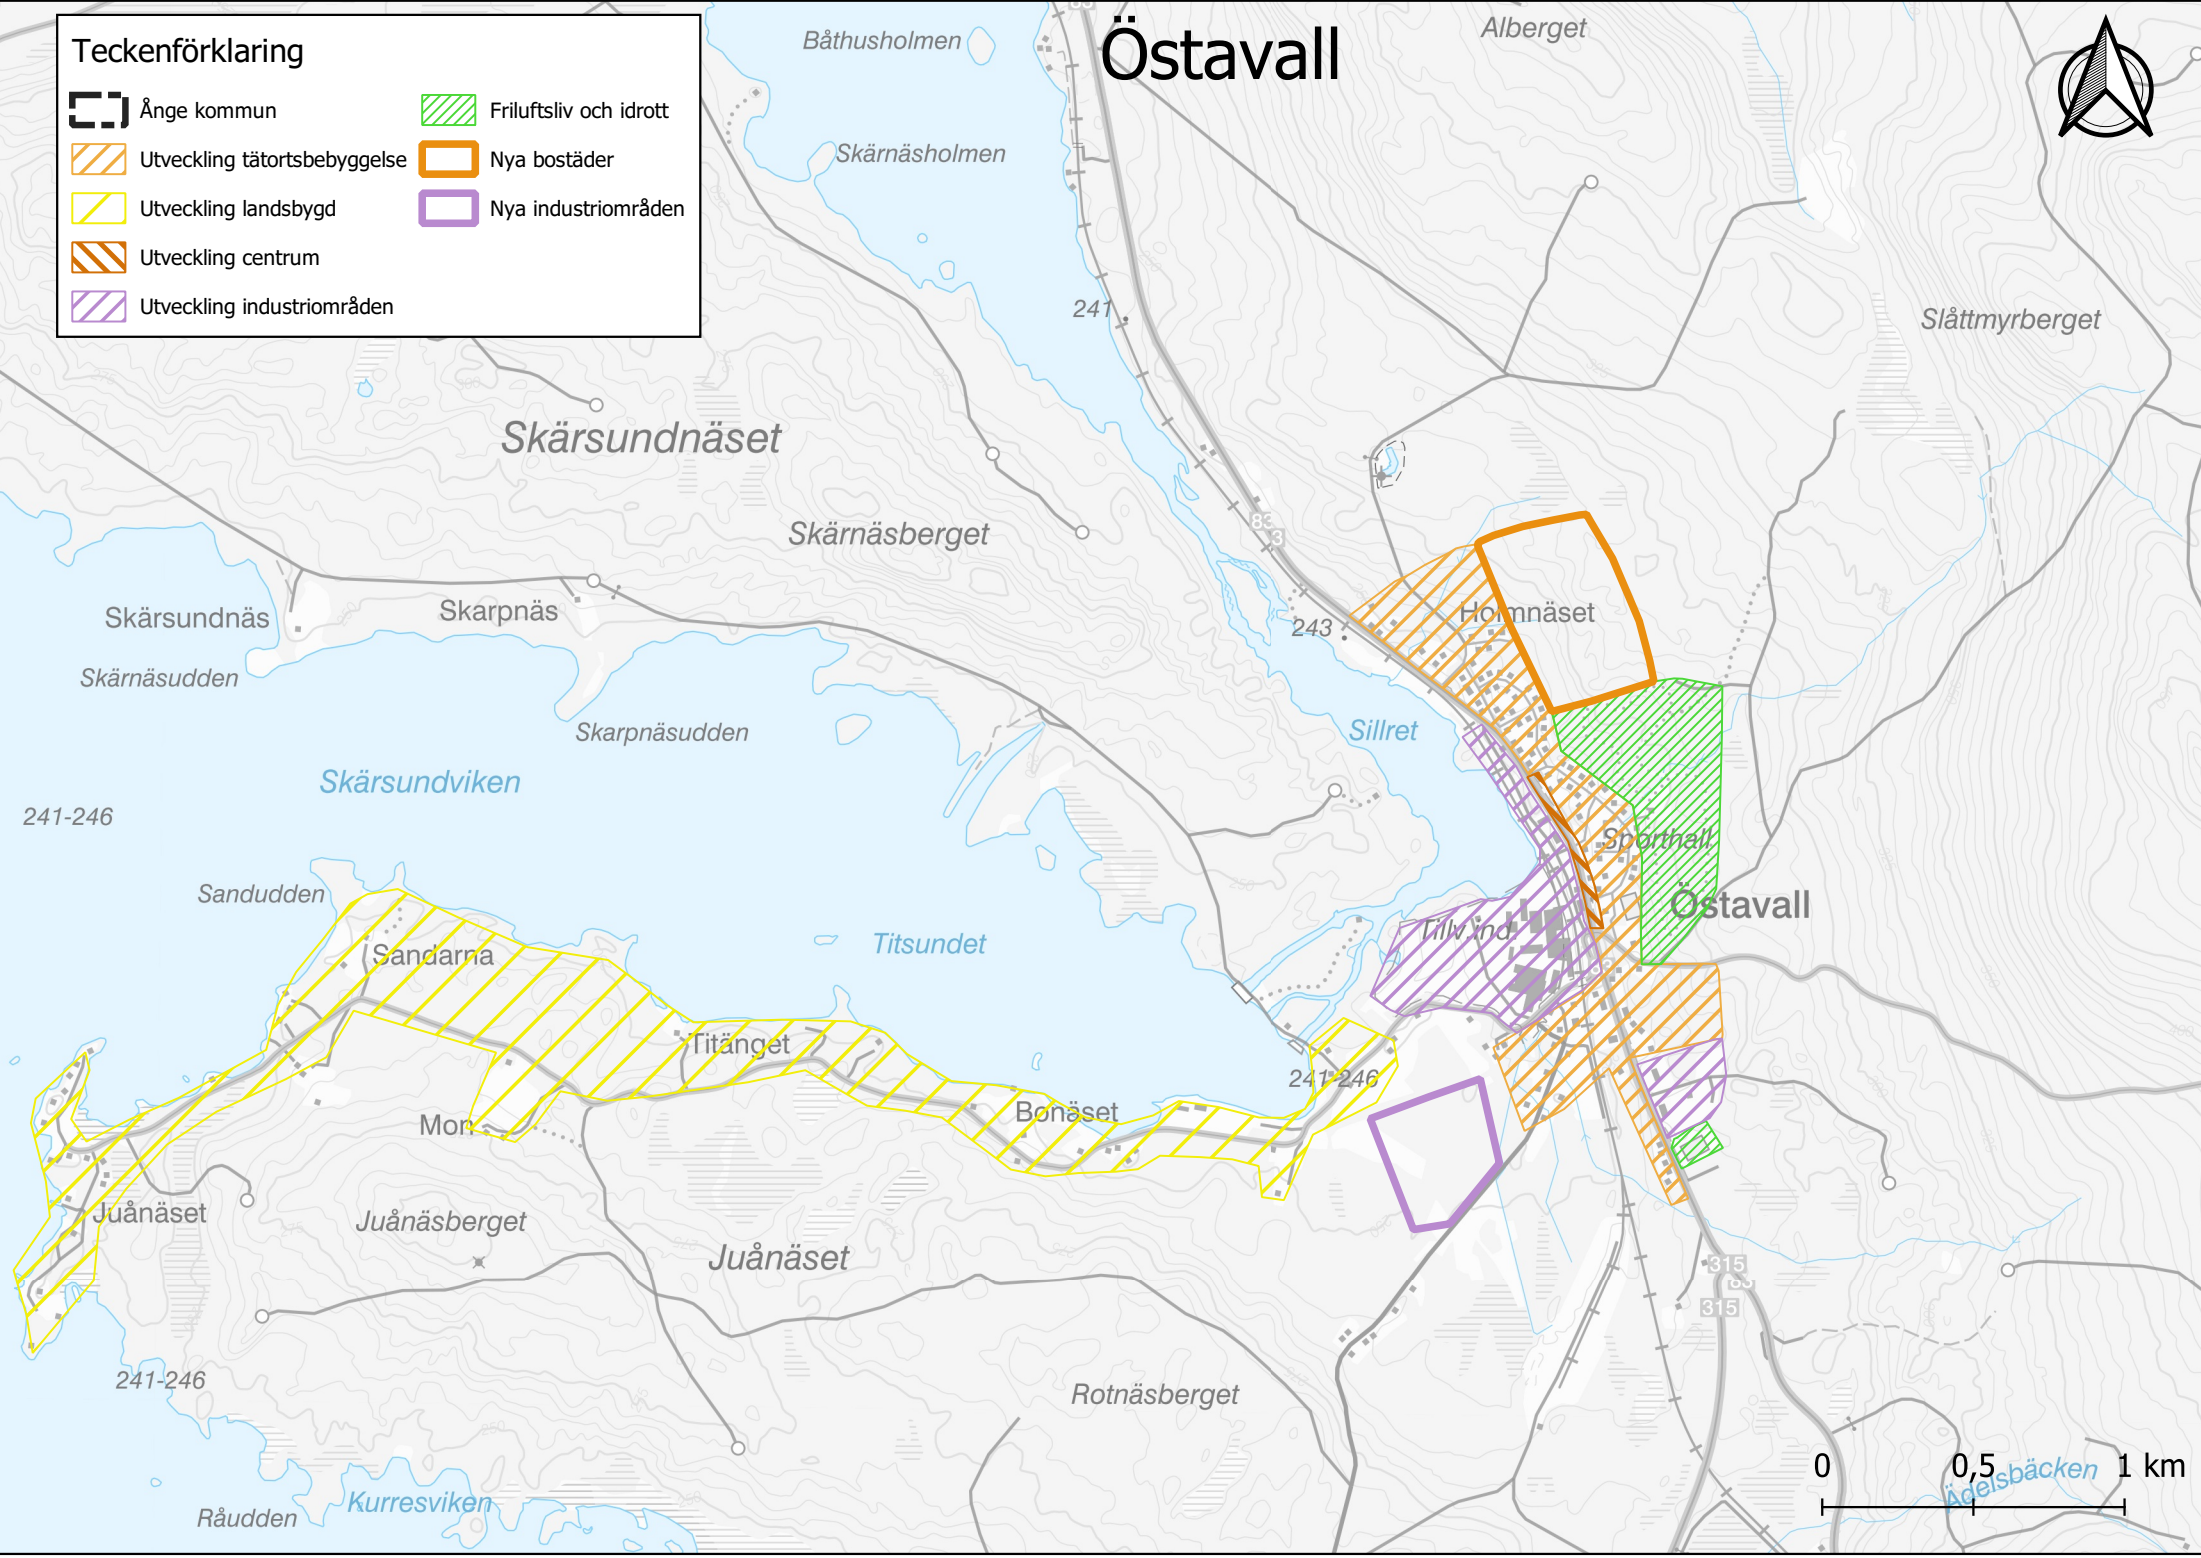 Östavall
Teckenförklaring
Ånge kommun
Utveckling tätortsbebyggelse
Utveckling landsbygd
Utveckling centrum
Utveckling industriområden
Friluftsliv och idrott
Nya bostäder
Nya industriområden
Båthusholmen
Alberget
Skärnäsholmen
241
Slåttmyrberget
Skärsundnäset
Skärnäsberget
83
Skärsundnäs
Skarpnäs
Holmnäset
243
Skärnäsudden
Skarpnäsudden
Sillret
Skärsundviken
241-246
Sporthall
Sandudden
Östavall
Tillv.ind
Titsundet
Sandarna
Titänget
241-246
Bonäset
Mon
Juånäset
Juånäsberget
Juånäset
315
83
315
241-246
Rotnäsberget
0
0,5
1 km
Ädelsbäcken
Kurresviken
Råudden